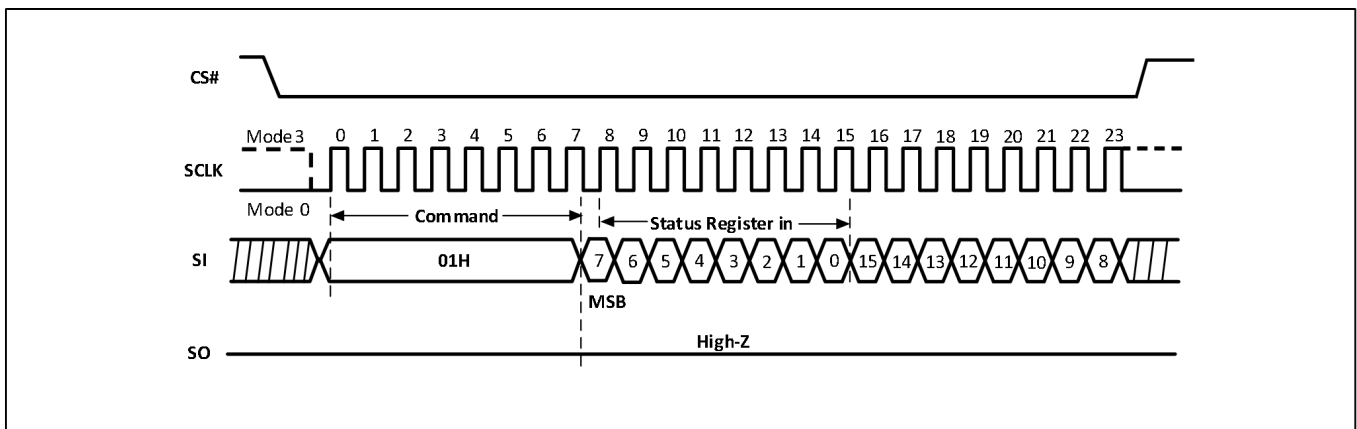 CS#
Mode 3 0 1 2 3 4 5 6 7 8 9 10 11 12 13 14 15 16 17 18 19 20 21 22 23
SCLK
Mode 0
Command
Status Register in
SI
01H 7 6 5 4 3 2 1 0 15 14 13 12 11 10 9 8
MSB
High-Z
SO